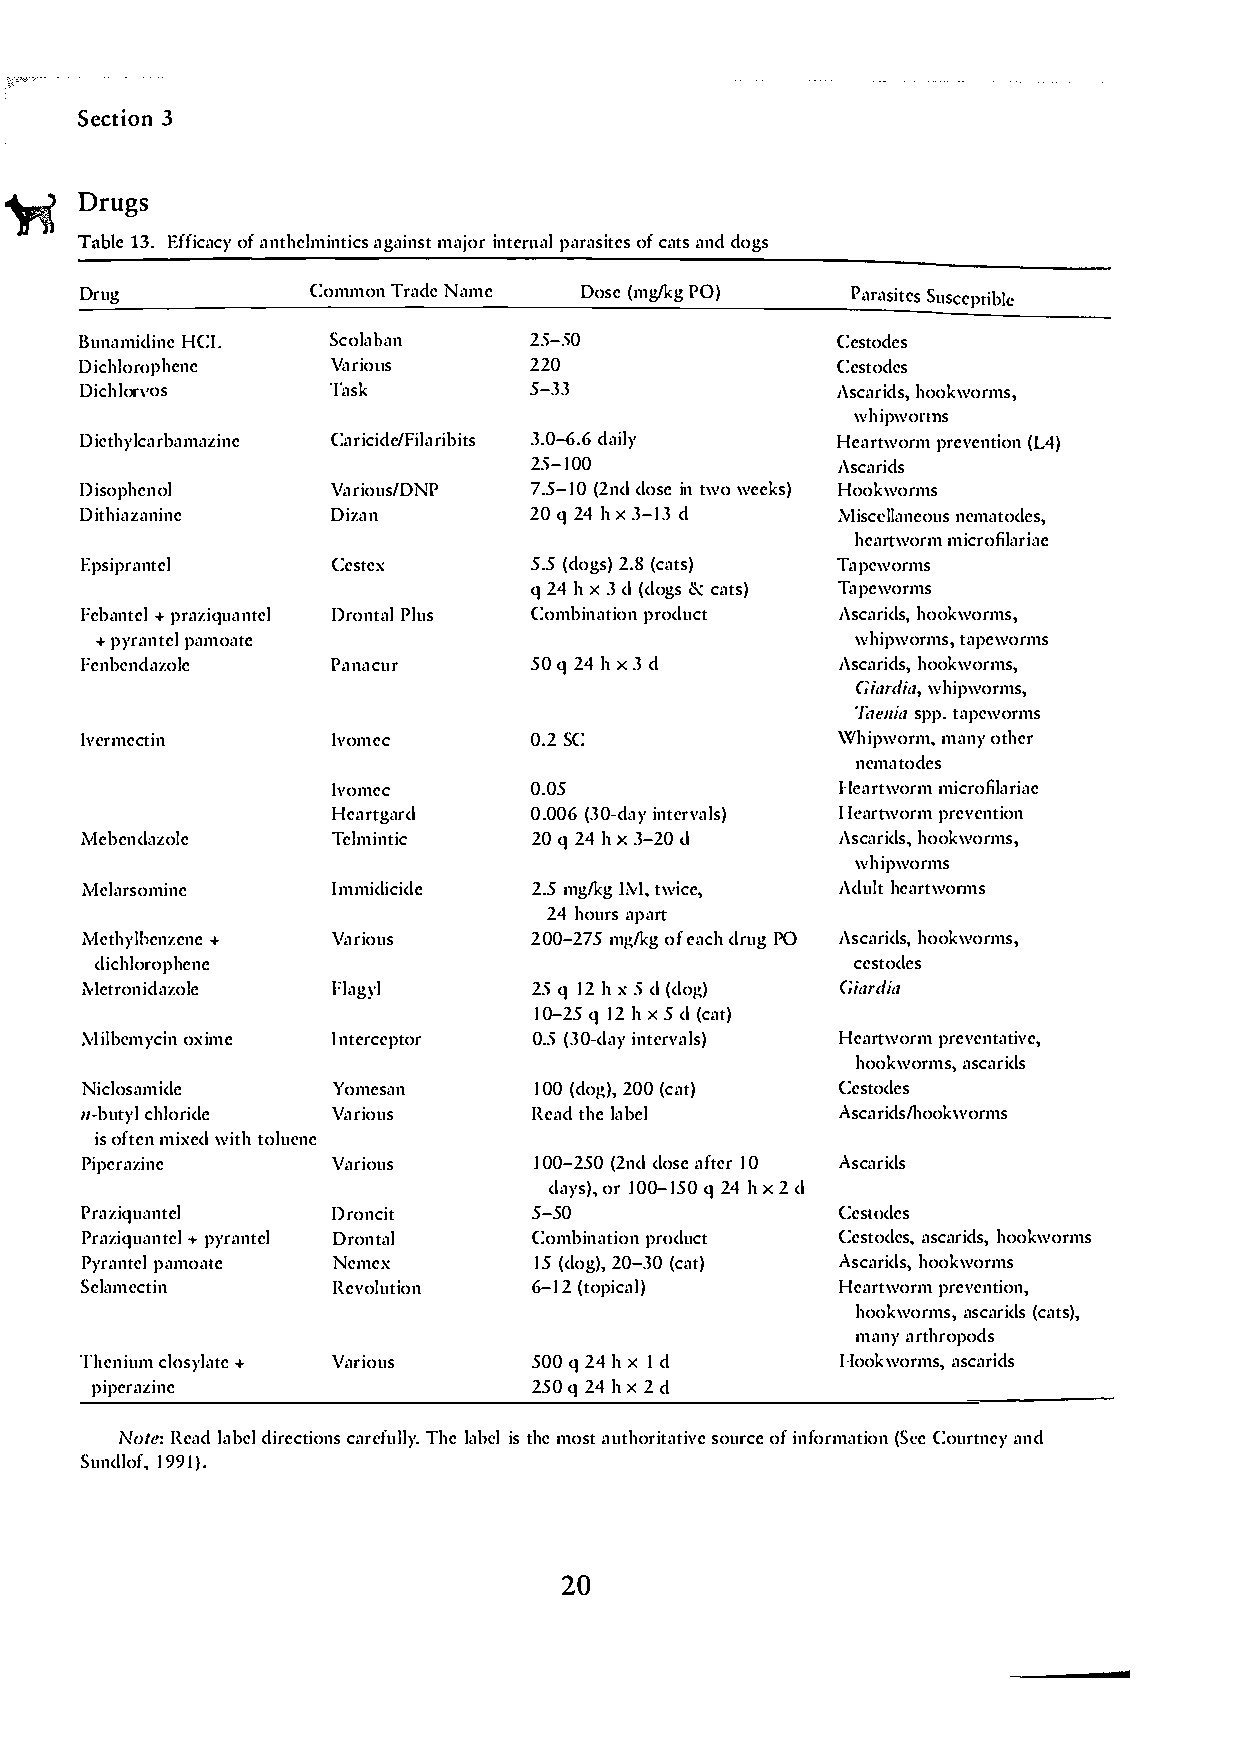 Section 3
Drugs
Table 13. Efficacy of anthelmintics against major internal parasites of cats and dogs
Drug Common Trade Name Dose (mg/kg PO) Parasites Susceptible
Bunamidine HCL Scolaban 25–50 Cestodes
Dichlorophene Various 220 Cestodes
Dichlorvos Task 5–33 Ascarids, hookworms,
whipworms
Diethylcarbamazine Caricide/Filaribits 3.0–6.6 daily Heartworm prevention (L4)
25–100 Ascarids
Disophenol Various/DNP 7.5–10 (2nd dose in two weeks) Hookworms
Dithiazanine Dizan 20 q 24 h x 3–13 d Miscellaneous nematodes,
heartworm microfilariae
Epsiprantel Cestex 5.5 (dogs) 2.8 (cats) Tapeworms
q 24 h x 3 d (dogs & cats) Tapeworms
Febantel + praziquantel Drontal Plus Combination product Ascarids, hookworms,
+ pyrantel pamoate whipworms, tapeworms
Fenbendazole Panacur 50 q 24 h x 3 d Ascarids, hookworms,
Giardia, whipworms,
Taenia spp. tapeworms
Ivermectin Ivomec 0.2 SC Whipworm, many other
nematodes
Ivomec 0.05 Heartworm microfilariae
Heartgard 0.006 (30-day intervals) Heartworm prevention
Mebendazole Telmintic 20 q 24 h x 3–20 d Ascarids, hookworms,
whipworms
Melarsomine Immidicide 2.5 mg/kg IM, twice, Adult heartworms
24 hours apart
Methylbenzene + Various 200–275 mg/kg of each drug PO Ascarids, hookworms,
dichlorophene cestodes
Metronidazole Flagyl 25 q 12 h x 5 d (dog) Giardia
10–25 q 12 h x 5 d (cat)
Milbemycin oxime Interceptor 0.5 (30-day intervals) Heartworm preventative,
hookworms, ascarids
Niclosamide Yomesan 100 (dog), 200 (cat) Cestodes
n-butyl chloride Various Read the label Ascarids/hookworms
is often mixed with toluene
Piperazine Various 100–250 (2nd dose after 10 Ascarids
days), or 100–150 q 24 h x 2 d
Praziquantel Droncit 5–50 Cestodes
Praziquantel + pyrantel Drontal Combination product Cestodes, ascarids, hookworms
Pyrantel pamoate Nemex 15 (dog), 20–30 (cat) Ascarids, hookworms
Selamectin Revolution 6–12 (topical) Heartworm prevention,
hookworms, ascarids (cats),
many arthropods
Thenium closylate + Various 500 q 24 h x 1 d Hookworms, ascarids
piperazine 250 q 24 h x 2 d
Note: Read label directions carefully. The label is the most authoritative source of information (See Courtney and
Sundlof, 1991).
20